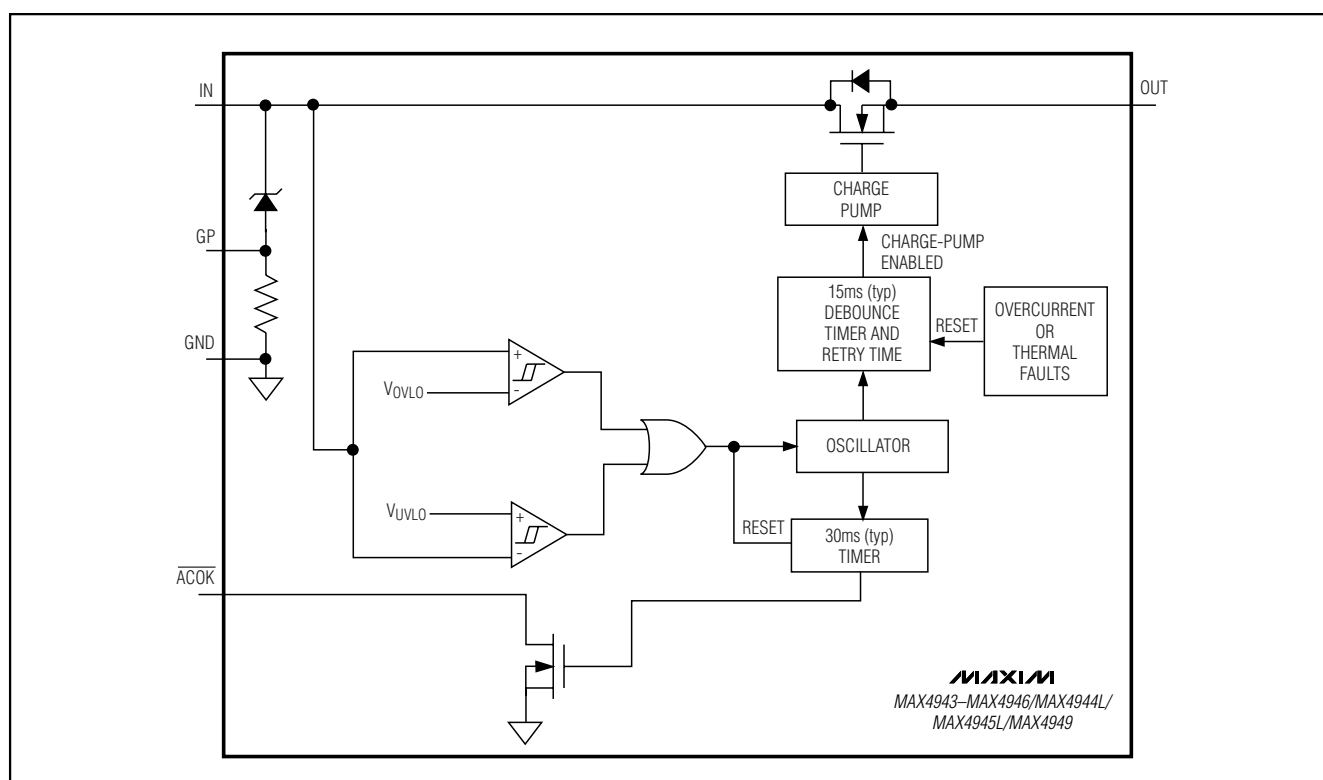 IN
OUT
CHARGE
PUMP
GP
CHARGE-PUMP
ENABLED
15ms (typ)
DEBOUNCE
TIMER AND
RETRY TIME
RESET
OVERCURRENT
OR
THERMAL
FAULTS
GND
+
-
VOVLO
OSCILLATOR
VUVLO
+
-
RESET
30ms (typ)
TIMER
ACOK
MAXIM
MAX4943–MAX4946/MAX4944L/
MAX4945L/MAX4949